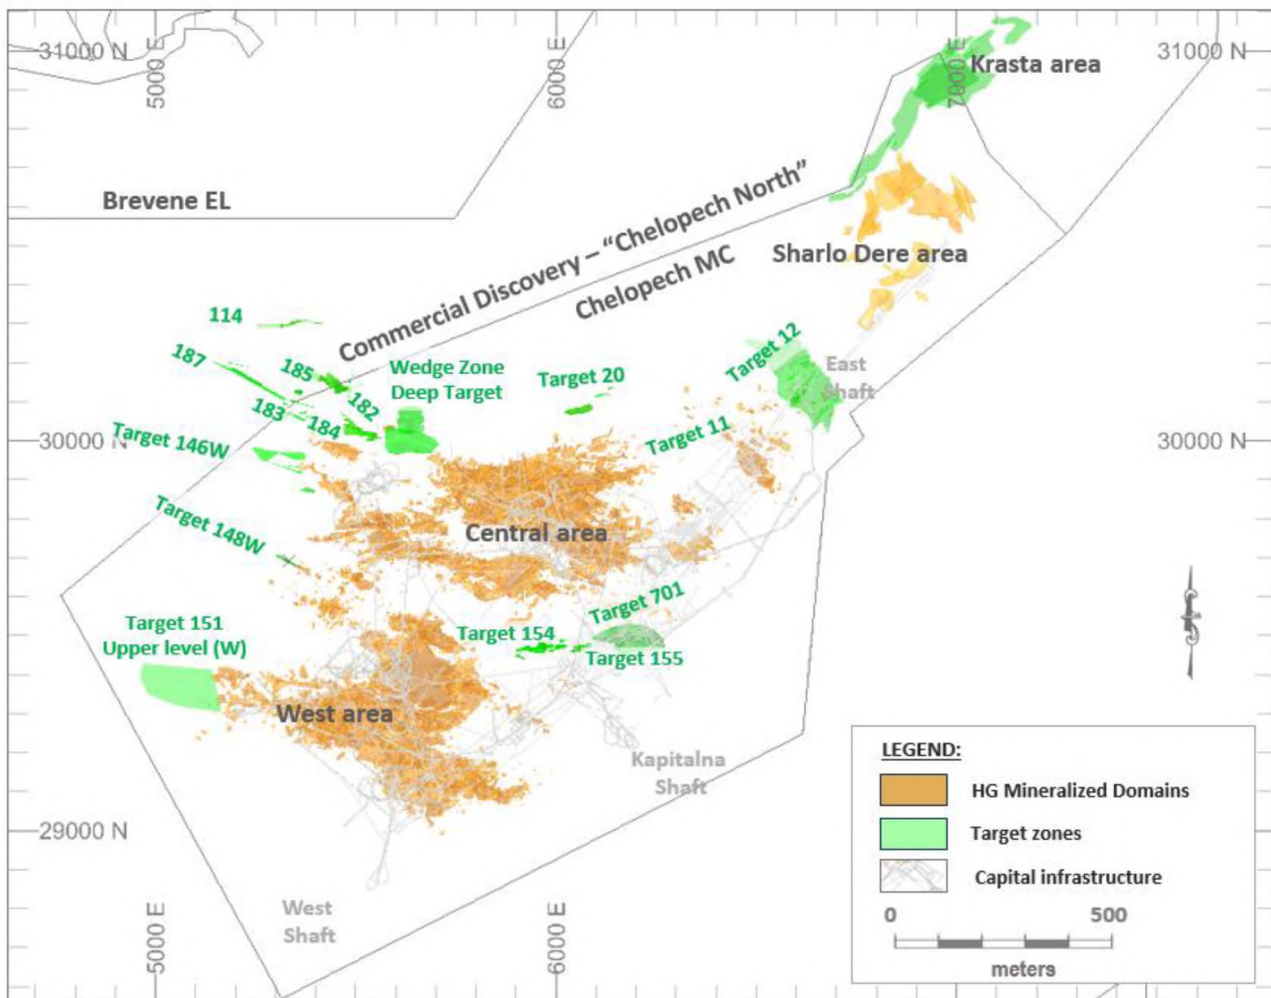 31000 N
5000 E
6000 E
7000 E
31000 N
Krasta area
Brevene EL
Commercial Discovery – “Chelopech North”
Chelopech MC
Sharlo Dere area
114
187
185
183
184
182
Wedge Zone
Deep Target
Target 20
Target 12
East
Shaft
Target 146W
30000 N
Target 11
30000 N
Target 148W
Central area
Target 151
Upper level (W)
Target 154
Target 701
Target 155
West area
Kapitalna
Shaft
29000 N
West
Shaft
5000 E
6000 E
LEGEND:
HG Mineralized Domains
Target zones
Capital infrastructure
0 500
meters